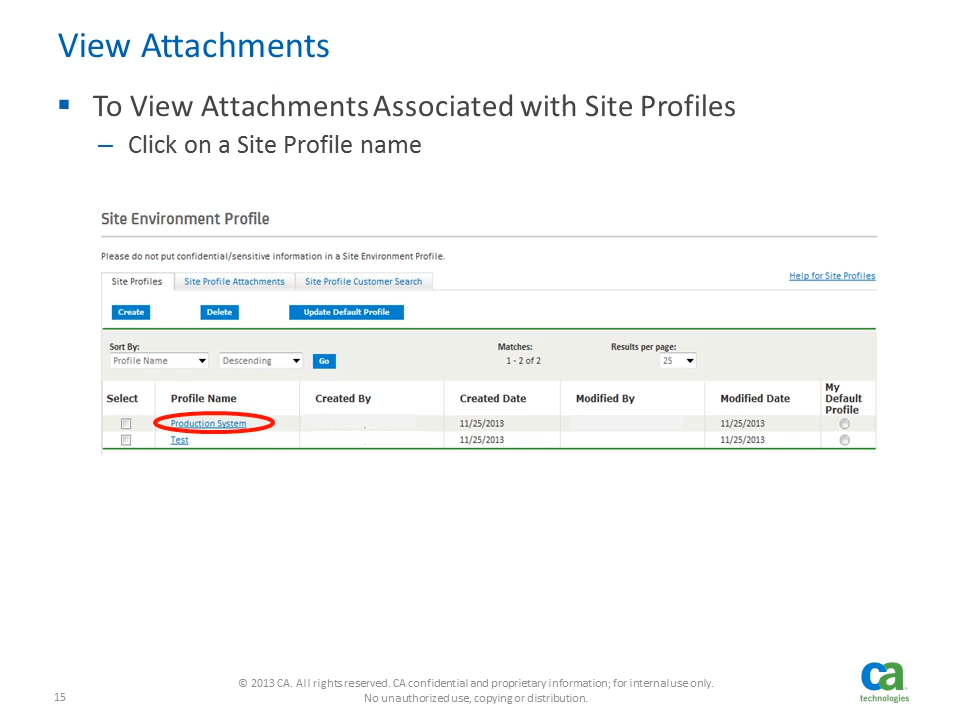 View Attachments
▪ To View Attachments Associated with Site Profiles
– Click on a Site Profile name
Site Environment Profile
Please do not put confidential/sensitive information in a Site Environment Profile.
Site Profiles Site Profile Attachments Site Profile Customer Search Help for Site Profiles
Create Delete Update Default Profile
Sort By: Matches: Results per page:
Profile Name Descending Go 1 - 2 of 2 25
Select Profile Name Created By Created Date Modified By Modified Date My Default Profile
Production System 11/25/2013 11/25/2013
Test 11/25/2013 11/25/2013
© 2013 CA. All rights reserved. CA confidential and proprietary information; for internal use only.
No unauthorized use, copying or distribution.
15
ca
technologies